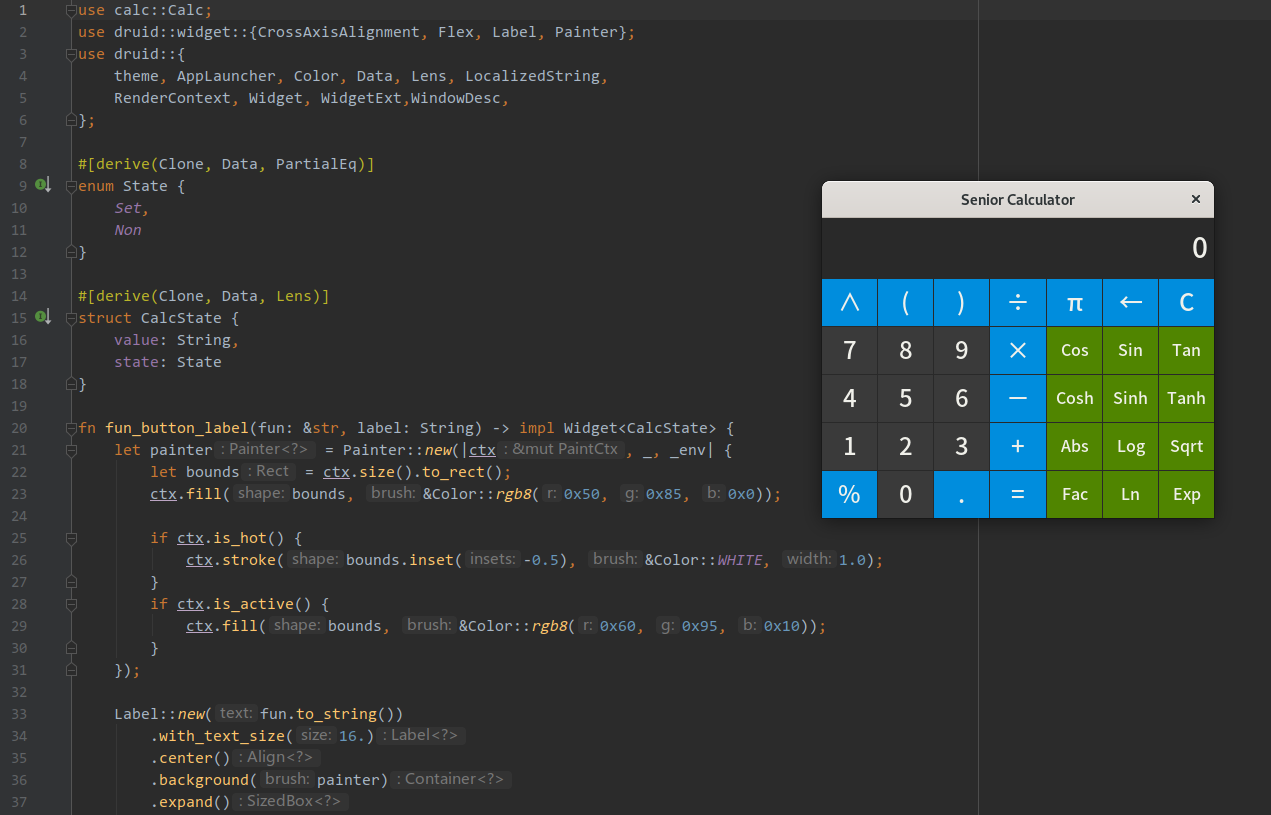 1 use calc::Calc;
2 use druid::widget::{CrossAxisAlignment, Flex, Label, Painter};
3 use druid::{
4 theme, AppLauncher, Color, Data, Lens, LocalizedString,
5 RenderContext, Widget, WidgetExt,WindowDesc,
6 };
7
8 #[derive(Clone, Data, PartialEq)]
9 enum State {
10 Set,
11 Non
12 }
13
14 #[derive(Clone, Data, Lens)]
15 struct CalcState {
16 value: String,
17 state: State
18 }
19
20 fn fun_button_label(fun: &str, label: String) -> impl Widget<CalcState> {
21 let painter : Painter<?> = Painter::new(|ctx : &mut PaintCtx , _, _env| {
22 let bounds : Rect = ctx.size().to_rect();
23 ctx.fill( shape: bounds, brush: &Color::rgb8( r: 0x50, g: 0x85, b: 0x0));
24
25 if ctx.is_hot() {
26 ctx.stroke( shape: bounds.inset( insets: -0.5), brush: &Color::WHITE, width: 1.0);
27 }
28 if ctx.is_active() {
29 ctx.fill( shape: bounds, brush: &Color::rgb8( r: 0x60, g: 0x95, b: 0x10));
30 }
31 });
32
33 Label::new( text: fun.to_string())
34 .with_text_size( size: 16.) : Label<?>
35 .center() : Align<?>
36 .background( brush: painter) : Container<?>
37 .expand() : SizedBox<?>
Senior Calculator ×
0
^ ( ) ÷ π ← C
7 8 9 × Cos Sin Tan
4 5 6 − Cosh Sinh Tanh
1 2 3 + Abs Log Sqrt
% 0 . = Fac Ln Exp